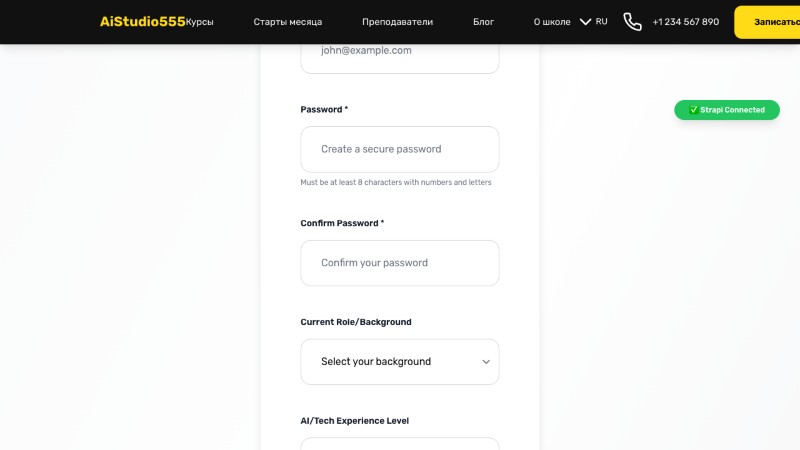 AiStudio555 Курсы Старты месяца Преподаватели Блог О школе RU +1 234 567 890
john@example.com
✅ Strapi Connected
Password *
Create a secure password
Must be at least 8 characters with numbers and letters
Confirm Password *
Confirm your password
Current Role/Background
Select your background
AI/Tech Experience Level